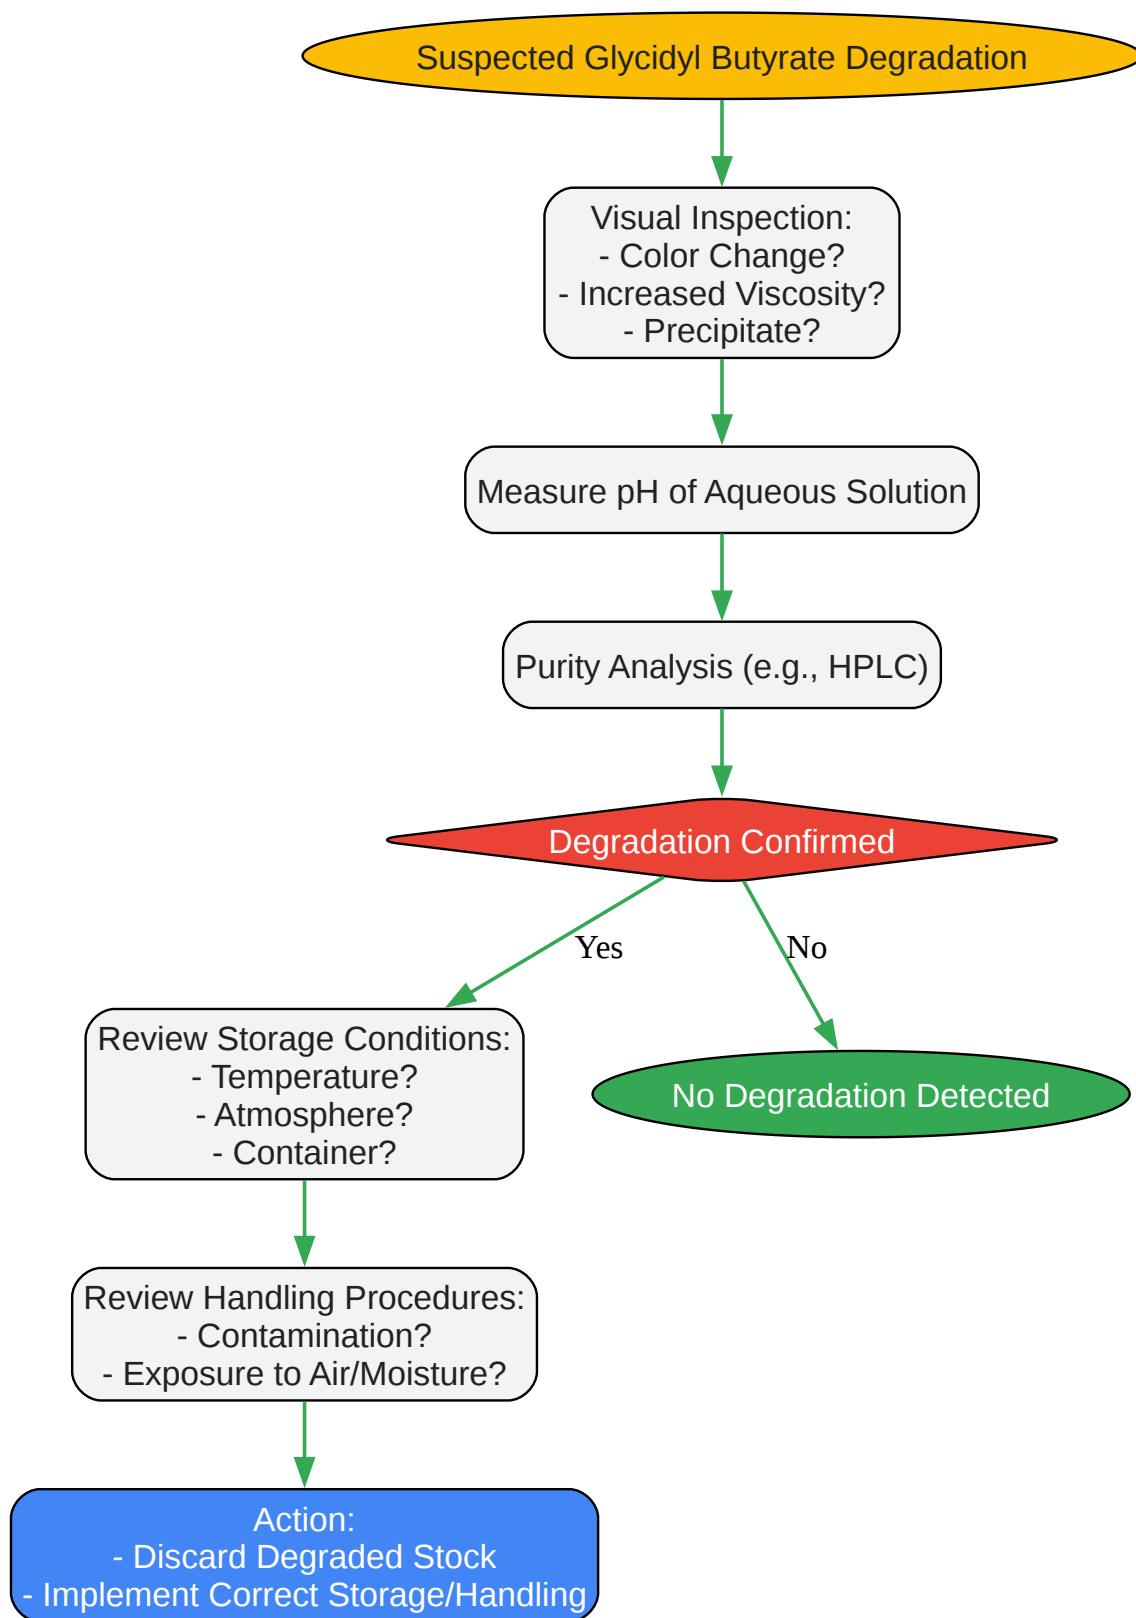 Suspected Glycidyl Butyrate Degradation
Visual Inspection:
- Color Change?
- Increased Viscosity?
- Precipitate?
Measure pH of Aqueous Solution
Purity Analysis (e.g., HPLC)
Degradation Confirmed
Yes
No
Review Storage Conditions:
- Temperature?
- Atmosphere?
- Container?
No Degradation Detected
Review Handling Procedures:
- Contamination?
- Exposure to Air/Moisture?
Action:
- Discard Degraded Stock
- Implement Correct Storage/Handling